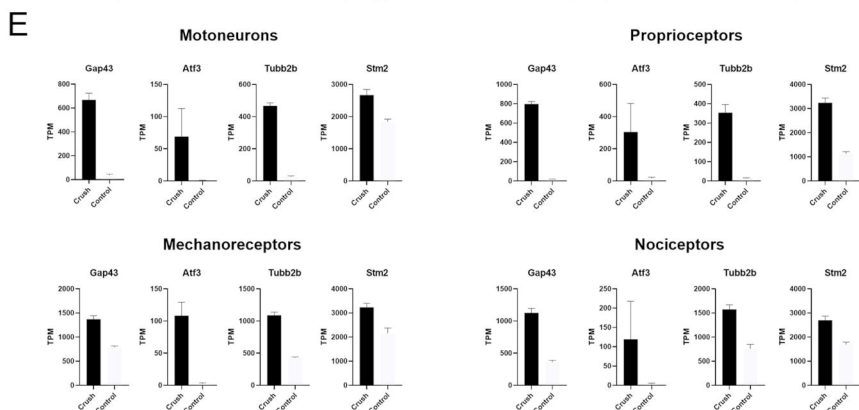 E
Motoneurons
Gap43
Atf3
Tubb2b
Stm2
TPM
800
600
400
200
0
Crush
Control
TPM
150
100
50
0
Crush
Control
TPM
600
400
200
0
Crush
Control
TPM
3000
2000
1000
0
Crush
Control
Proprioceptors
Gap43
Atf3
Tubb2b
Stm2
TPM
1000
800
600
400
200
0
Crush
Control
TPM
600
400
200
0
Crush
Control
TPM
500
400
300
200
100
0
Crush
Control
TPM
4000
3000
2000
1000
0
Crush
Control
Mechanoreceptors
Gap43
Atf3
Tubb2b
Stm2
TPM
2000
1500
1000
500
0
Crush
Control
TPM
150
100
50
0
Crush
Control
TPM
1500
1000
500
0
Crush
Control
TPM
4000
3000
2000
1000
0
Crush
Control
Nociceptors
Gap43
Atf3
Tubb2b
Stm2
TPM
1500
1000
500
0
Crush
Control
TPM
250
200
150
100
50
0
Crush
Control
TPM
2000
1500
1000
500
0
Crush
Control
TPM
4000
3000
2000
1000
0
Crush
Control